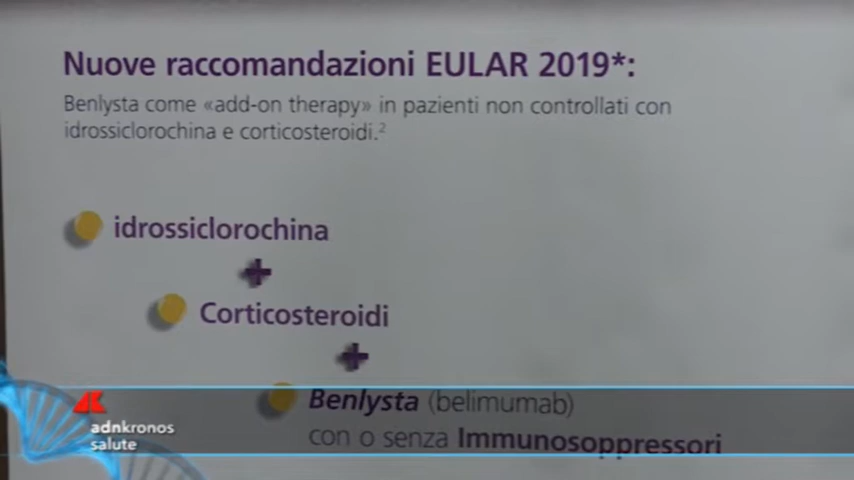 Nuove raccomandazioni EULAR 2019*:
Benlysta come «add-on therapy» in pazienti non controllati con
idrossiclorochina e corticosteroidi.²
idrossiclorochina
+
Corticosteroidi
+
Benlysta (belimumab)
con o senza Immunosoppressori
adnkronos
salute